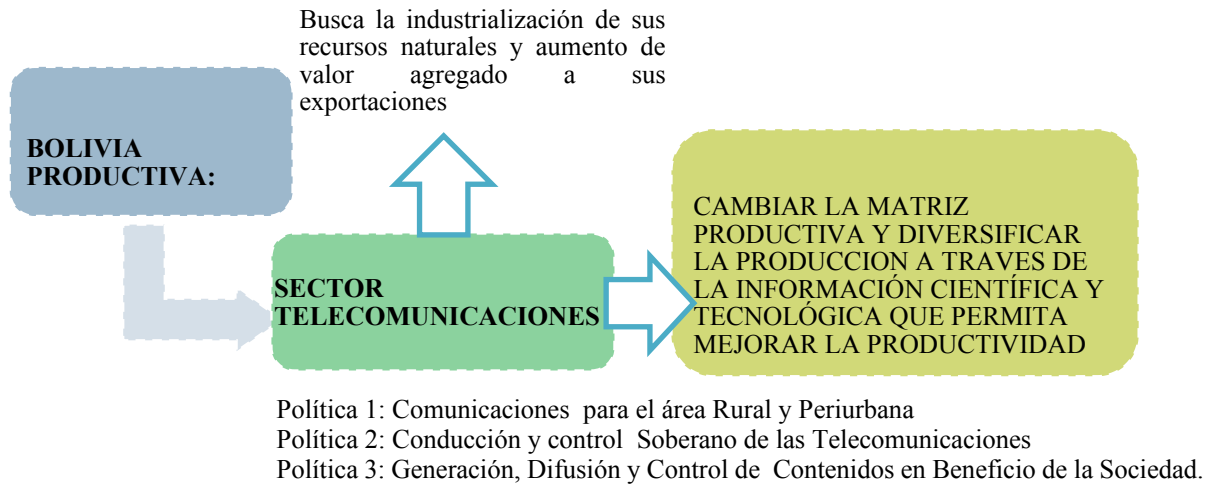 Busca la industrialización de sus
recursos naturales y aumento de
valor agregado a sus
exportaciones
BOLIVIA
PRODUCTIVA:
SECTOR
TELECOMUNICACIONES
CAMBIAR LA MATRIZ
PRODUCTIVA Y DIVERSIFICAR
LA PRODUCCION A TRAVES DE
LA INFORMACIÓN CIENTÍFICA Y
TECNOLÓGICA QUE PERMITA
MEJORAR LA PRODUCTIVIDAD
Política 1: Comunicaciones para el área Rural y Periurbana
Política 2: Conducción y control Soberano de las Telecomunicaciones
Política 3: Generación, Difusión y Control de Contenidos en Beneficio de la Sociedad.